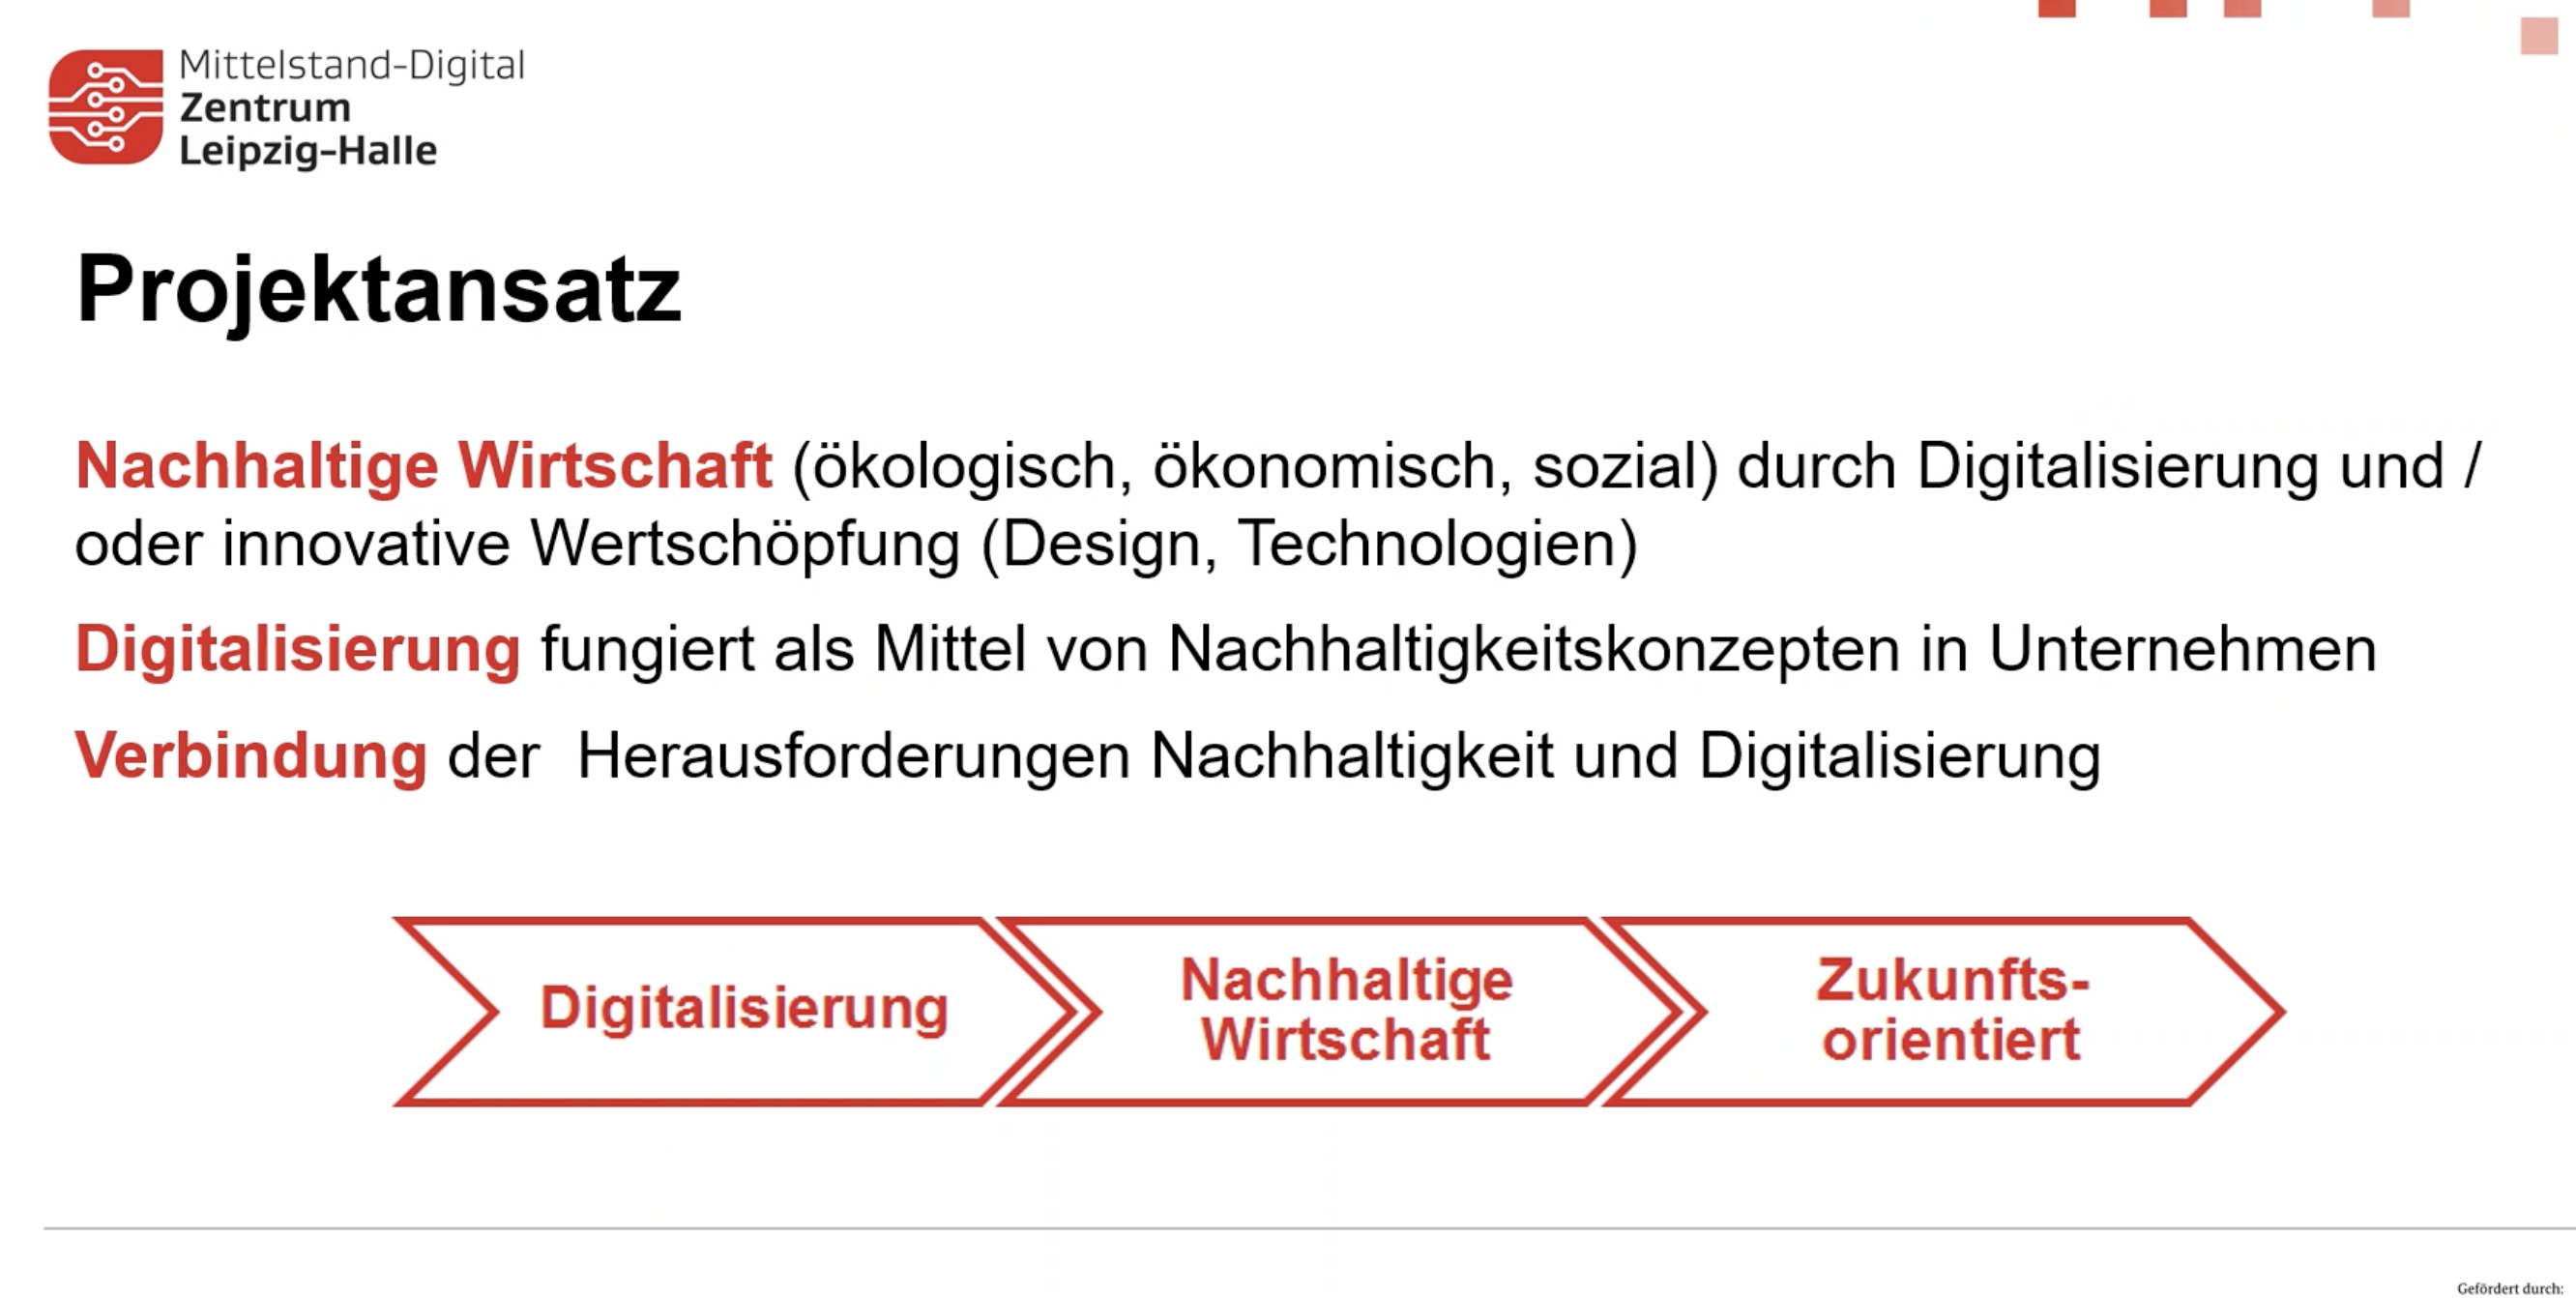 Mittelstand-Digital
Zentrum
Leipzig-Halle
Projektansatz
Nachhaltige Wirtschaft (ökologisch, ökonomisch, sozial) durch Digitalisierung und /
oder innovative Wertschöpfung (Design, Technologien)
Digitalisierung fungiert als Mittel von Nachhaltigkeitskonzepten in Unternehmen
Verbindung der  Herausforderungen Nachhaltigkeit und Digitalisierung
Digitalisierung
Nachhaltige
Wirtschaft
Zukunfts-
orientiert
Gefördert durch: